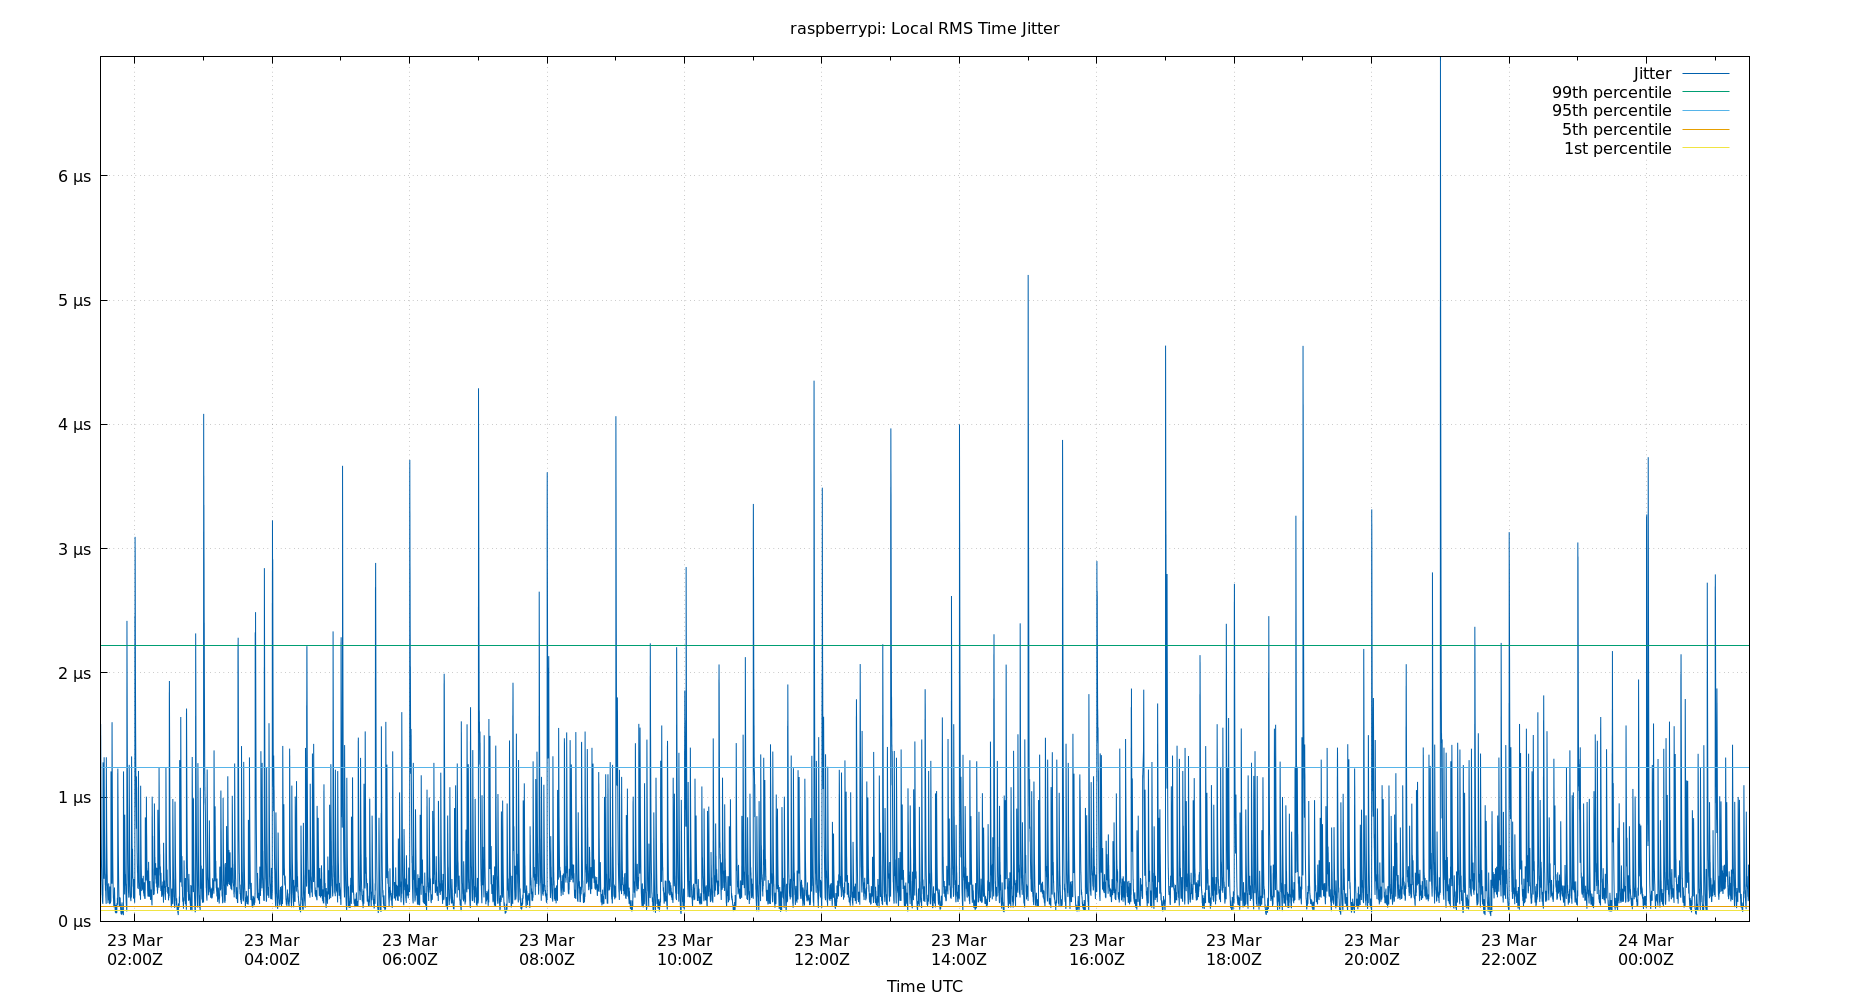 raspberrypi: Local RMS Time Jitter
Jitter
99th percentile
95th percentile
5th percentile
1st percentile
6 µs
5 µs
4 µs
3 µs
2 µs
1 µs
0 µs
23 Mar 23 Mar 23 Mar 23 Mar 23 Mar 23 Mar 23 Mar 23 Mar 23 Mar 23 Mar 23 Mar 24 Mar
02:00Z 04:00Z 06:00Z 08:00Z 10:00Z 12:00Z 14:00Z 16:00Z 18:00Z 20:00Z 22:00Z 00:00Z
Time UTC